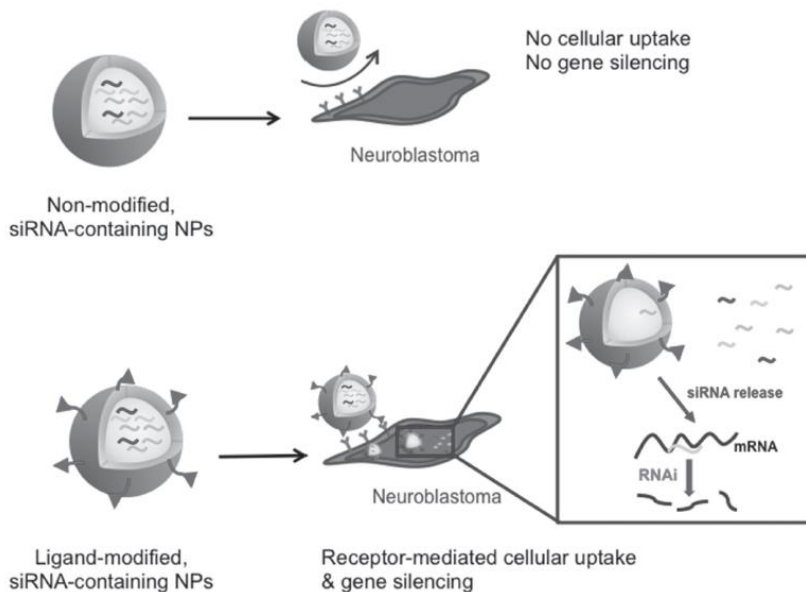 No cellular uptake
No gene silencing
Neuroblastoma
Non-modified,
siRNA-containing NPs
siRNA release
mRNA
RNAi
Neuroblastoma
Ligand-modified,
siRNA-containing NPs
Receptor-mediated cellular uptake
& gene silencing